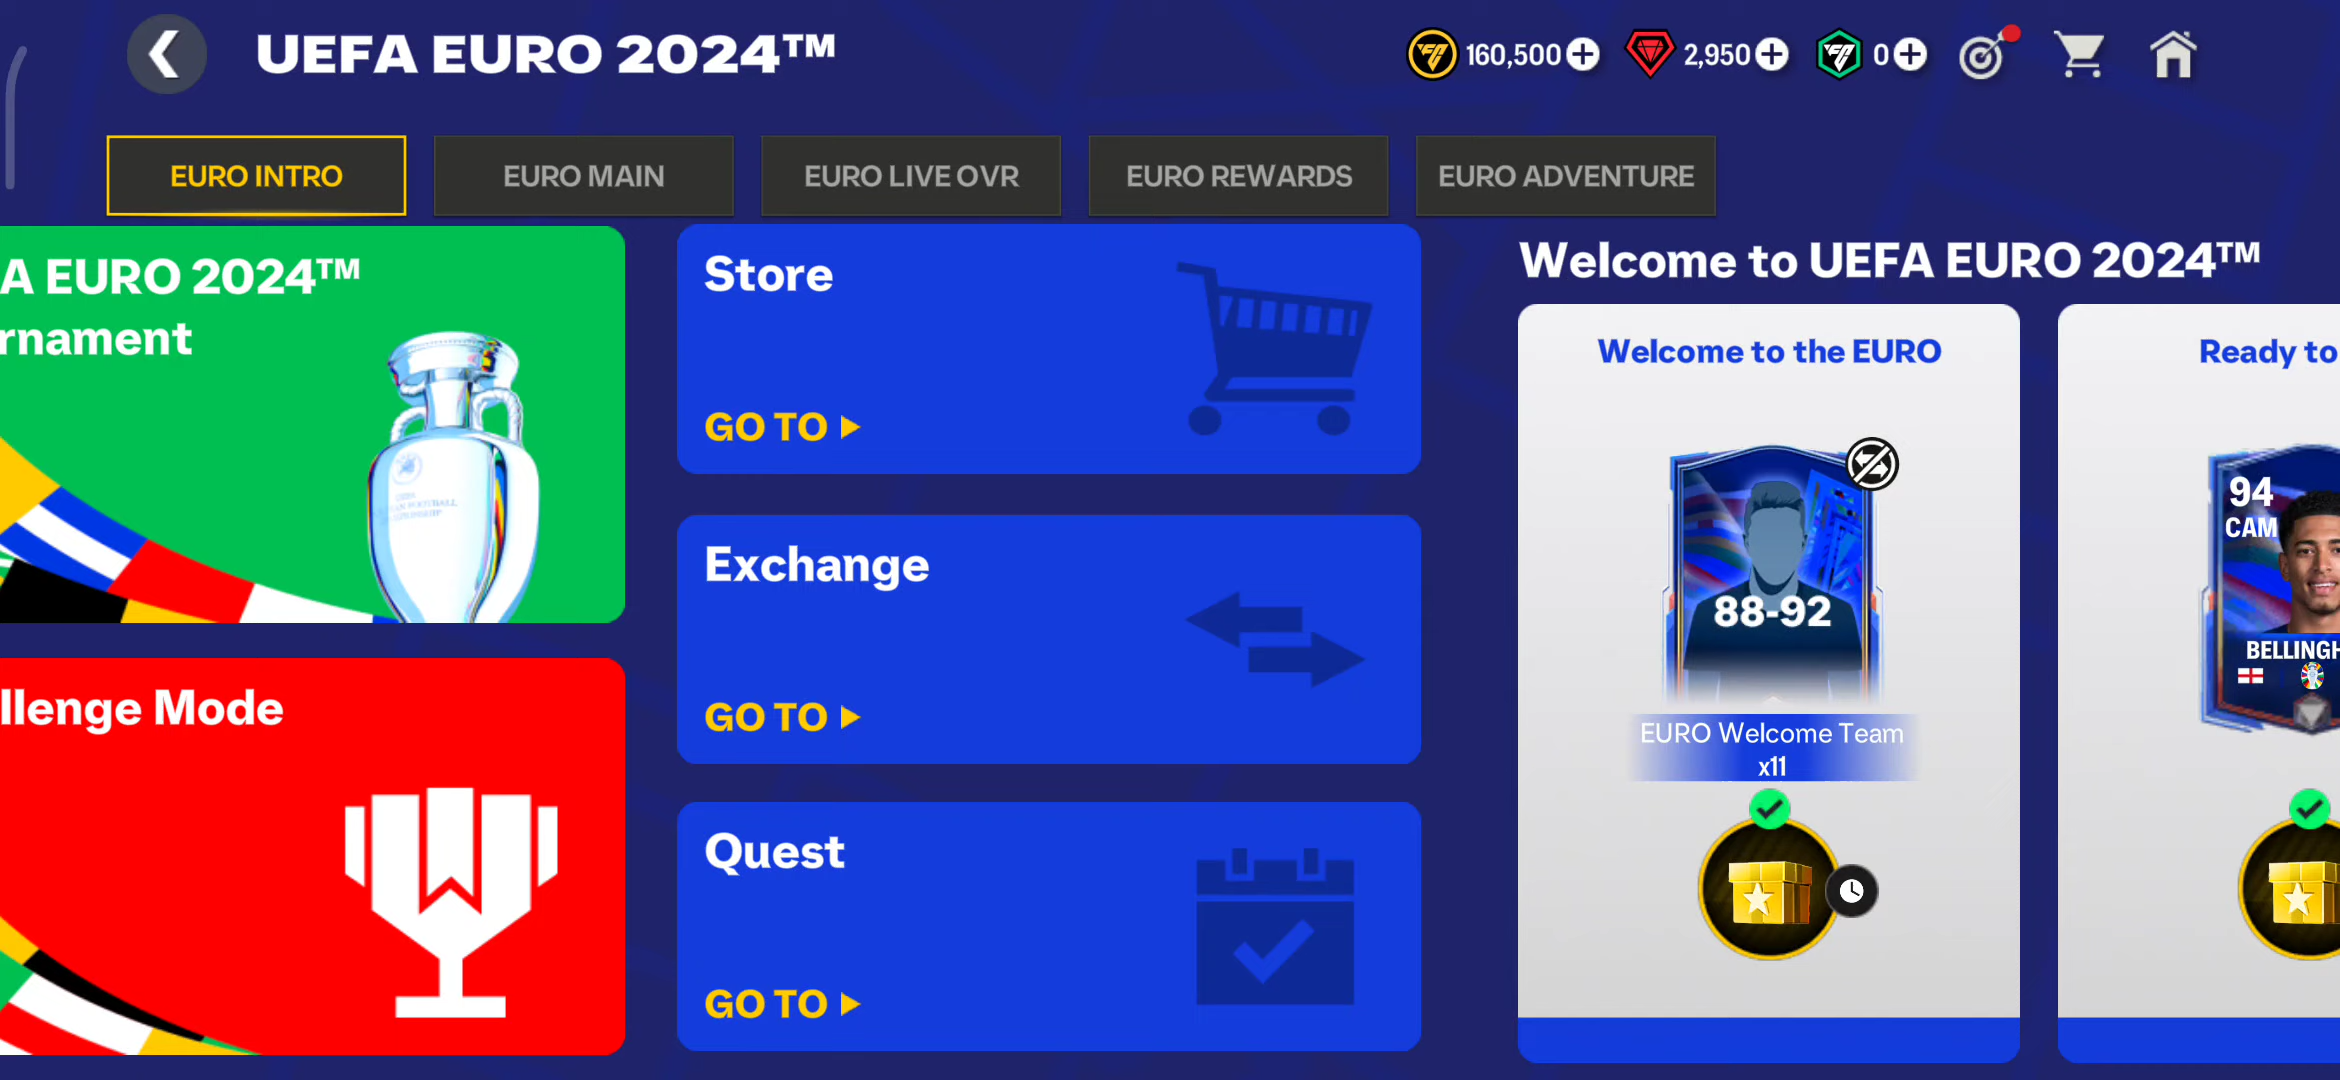 UEFA EURO 2024™
160,500
2,950
0
EURO INTRO
EURO MAIN
EURO LIVE OVR
EURO REWARDS
EURO ADVENTURE
A EURO 2024™
rnament
llenge Mode
Store
GO TO
Exchange
GO TO
Quest
GO TO
Welcome to UEFA EURO 2024™
Welcome to the EURO
88-92
EURO Welcome Team
x11
Ready to
94
CAM
BELLINGH